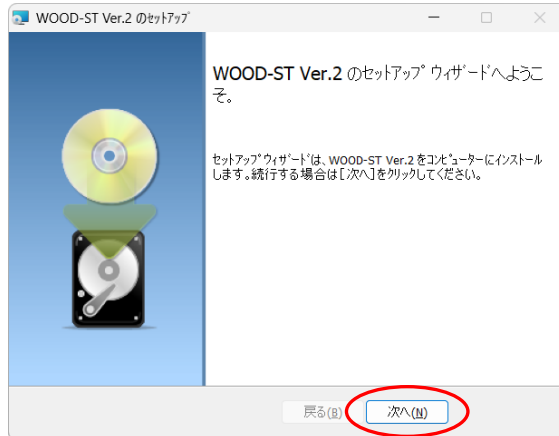 WOOD-ST Ver.2 のｾｯﾄｱｯﾌﾟ
WOOD-ST Ver.2 のｾｯﾄｱｯﾌﾟ ｳｨｻﾞｰﾄﾞへようこ
そ。
ｾｯﾄｱｯﾌﾟｳｨｻﾞｰﾄﾞは、WOOD-ST Ver.2 をｺﾝﾋﾟｭｰﾀｰにｲﾝｽﾄｰﾙ
します。続行する場合は[次へ]をｸﾘｯｸしてください。
戻る(B) 次へ(N)